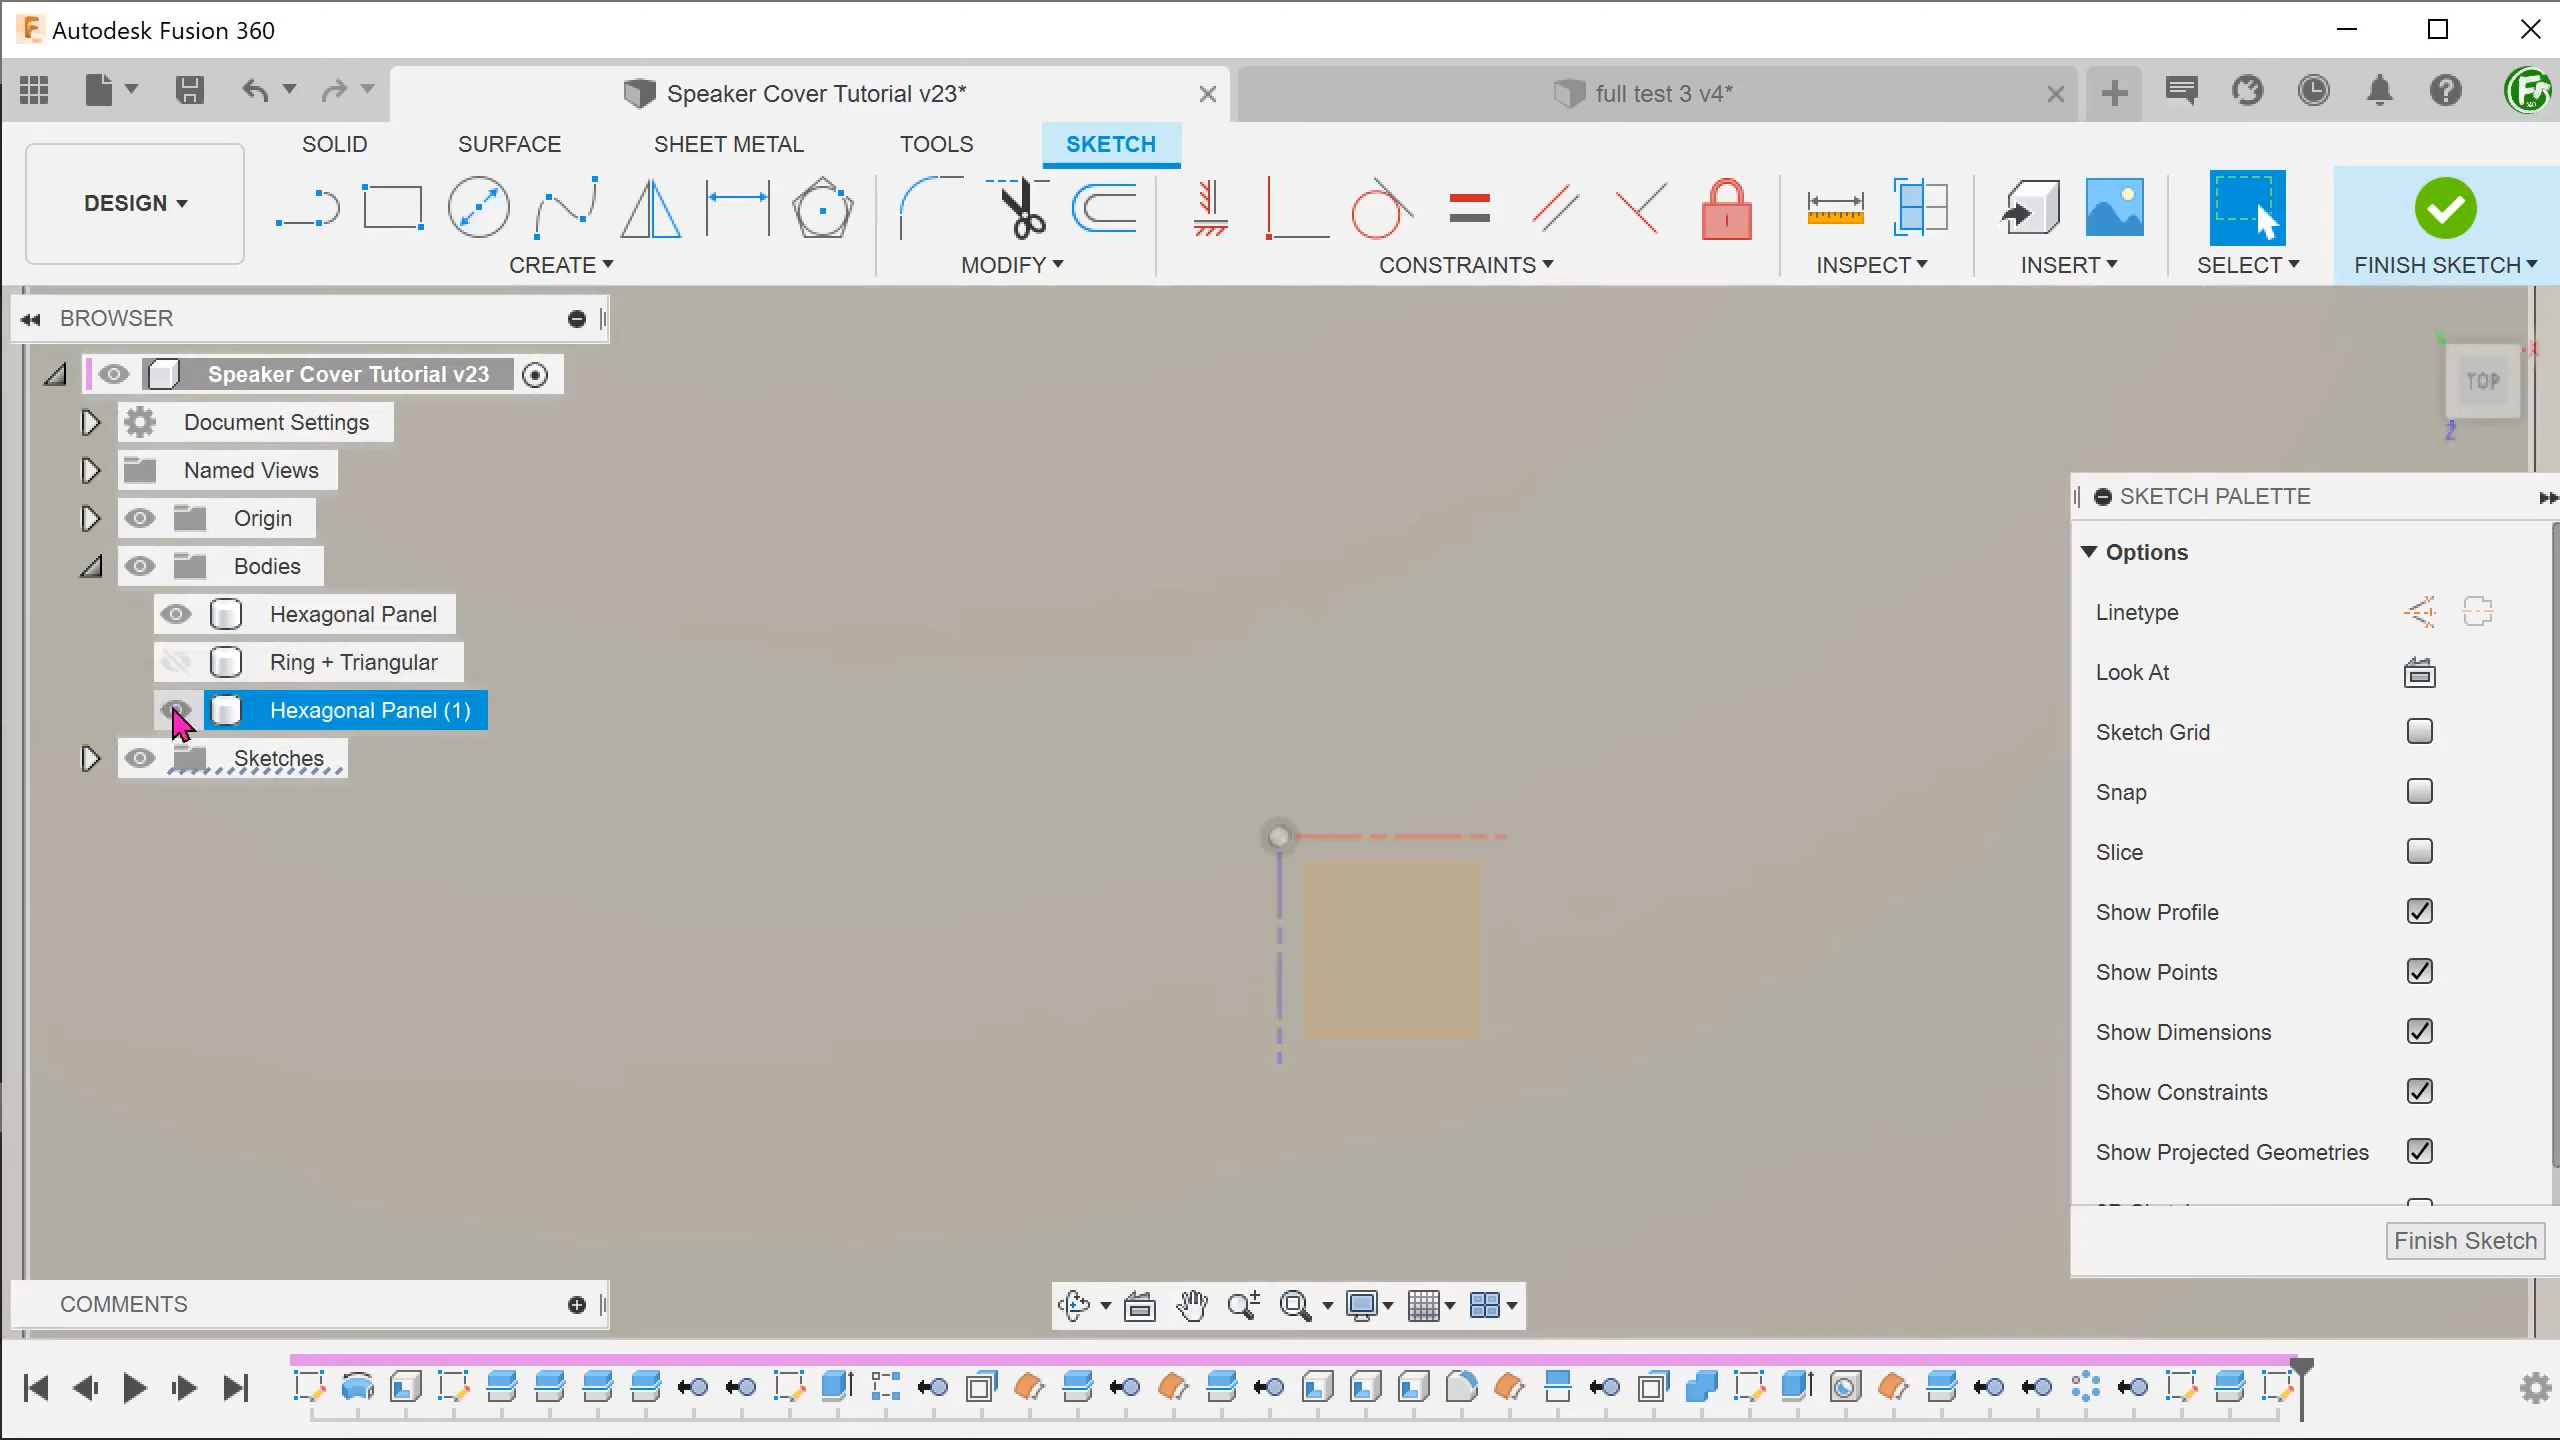 Autodesk Fusion 360
Speaker Cover Tutorial v23*
full test 3 v4*
SOLID SURFACE SHEET METAL TOOLS SKETCH
DESIGN
CREATE MODIFY CONSTRAINTS INSPECT INSERT SELECT FINISH SKETCH
BROWSER
Speaker Cover Tutorial v23
Document Settings
Named Views
Origin
Bodies
Hexagonal Panel
Ring + Triangular
Hexagonal Panel (1)
Sketches
TOP
X
Z
SKETCH PALETTE
Options
Linetype
Look At
Sketch Grid
Snap
Slice
Show Profile
Show Points
Show Dimensions
Show Constraints
Show Projected Geometries
Finish Sketch
COMMENTS